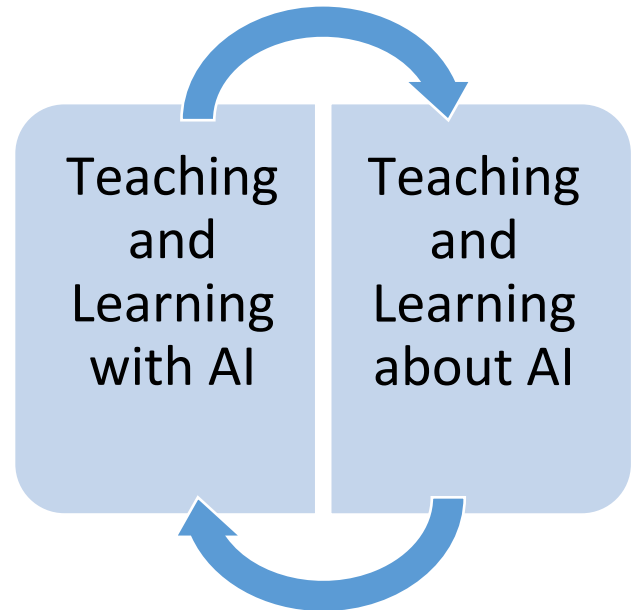 Teaching
and
Learning
with AI
Teaching
and
Learning
about AI